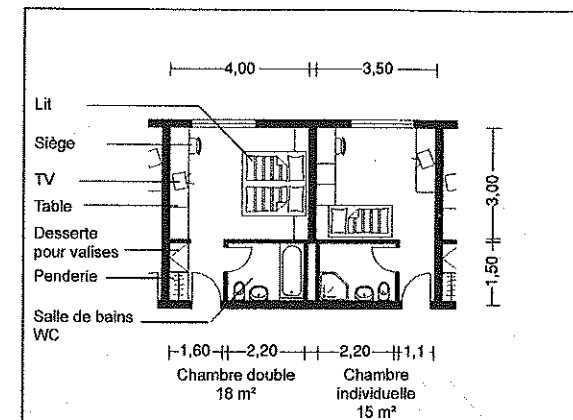 4,00
3,50
Lit
Siège
TV
Table
Desserte
pour valises
Penderie
Salle de bains
WC
3,00
1,50
1,60
2,20
2,20
1,1
Chambre double
18 m²
Chambre
individuelle
15 m²